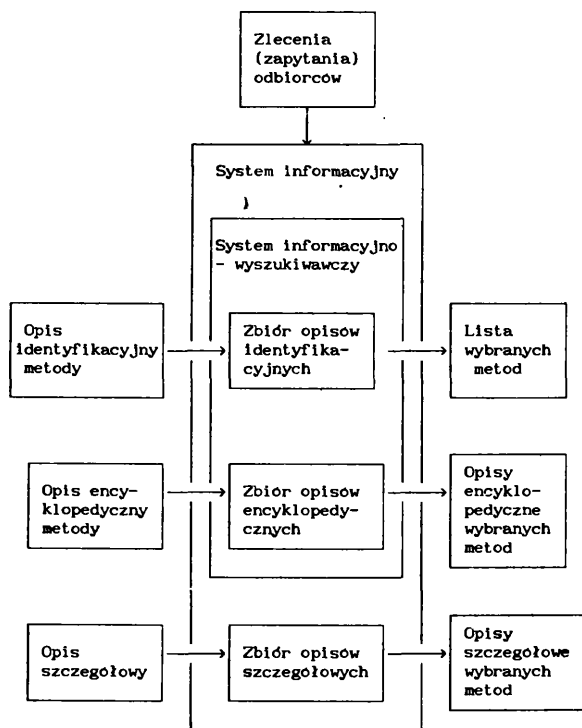 Zlecenia
(zapytania)
odbiorców
System informacyjny
System informacyjno
- wyszukiwawczy
Opis
identyfikacyjny
metody
Zbiór opisów
identyfika-
cyjnych
Lista
wybranych
metod
Opis ency-
klopedyczny
metody
Zbiór opisów
encyklopedy-
cznych
Opisy
encyklo-
pedyczne
wybranych
metod
Opis
szczegółowy
Zbiór opisów
szczegółowych
Opisy
szczegółowe
wybranych
metod